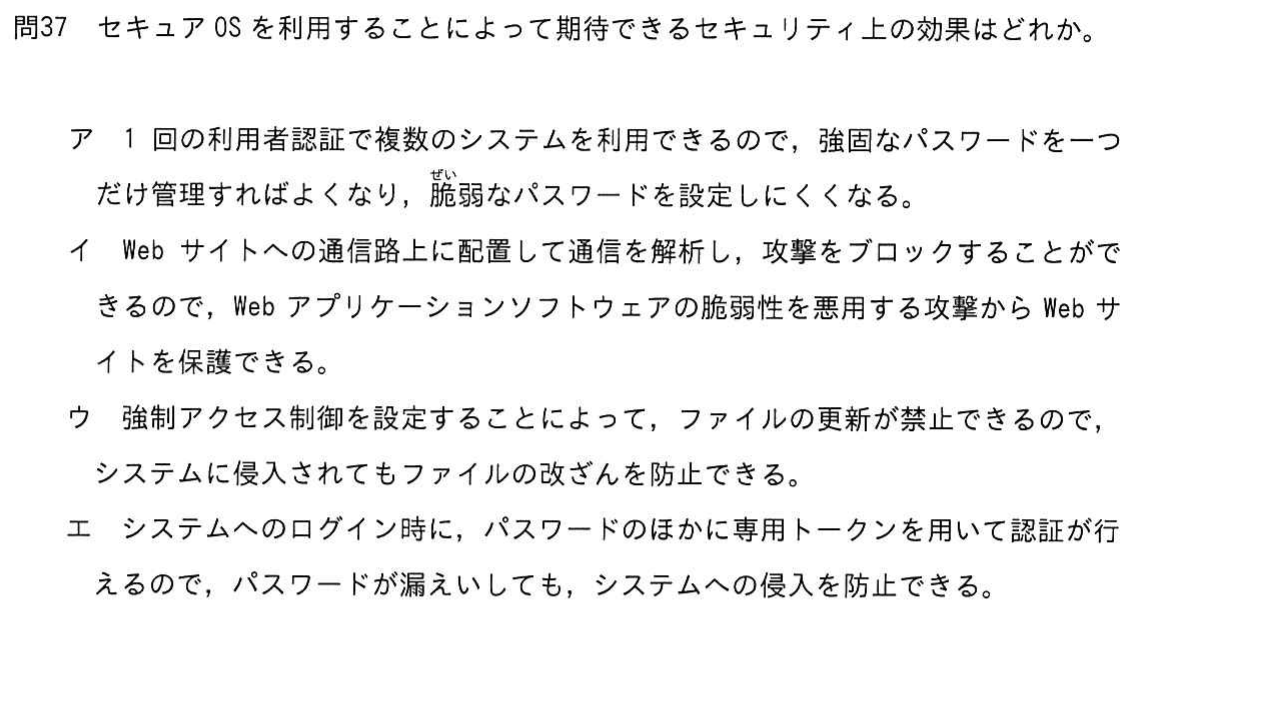 問37 セキュア OS を利用することによって期待できるセキュリティ上の効果はどれか。
ア 1 回の利用者認証で複数のシステムを利用できるので，強固なパスワードを一つ
ぜい
だけ管理すればよくなり，脆弱なパスワードを設定しにくくなる。
イ Web サイトへの通信路上に配置して通信を解析し，攻撃をブロックすることがで
きるので，Web アプリケーションソフトウェアの脆弱性を悪用する攻撃から Web サ
イトを保護できる。
ウ 強制アクセス制御を設定することによって，ファイルの更新が禁止できるので，
システムに侵入されてもファイルの改ざんを防止できる。
エ システムへのログイン時に，パスワードのほかに専用トークンを用いて認証が行
えるので，パスワードが漏えいしても，システムへの侵入を防止できる。